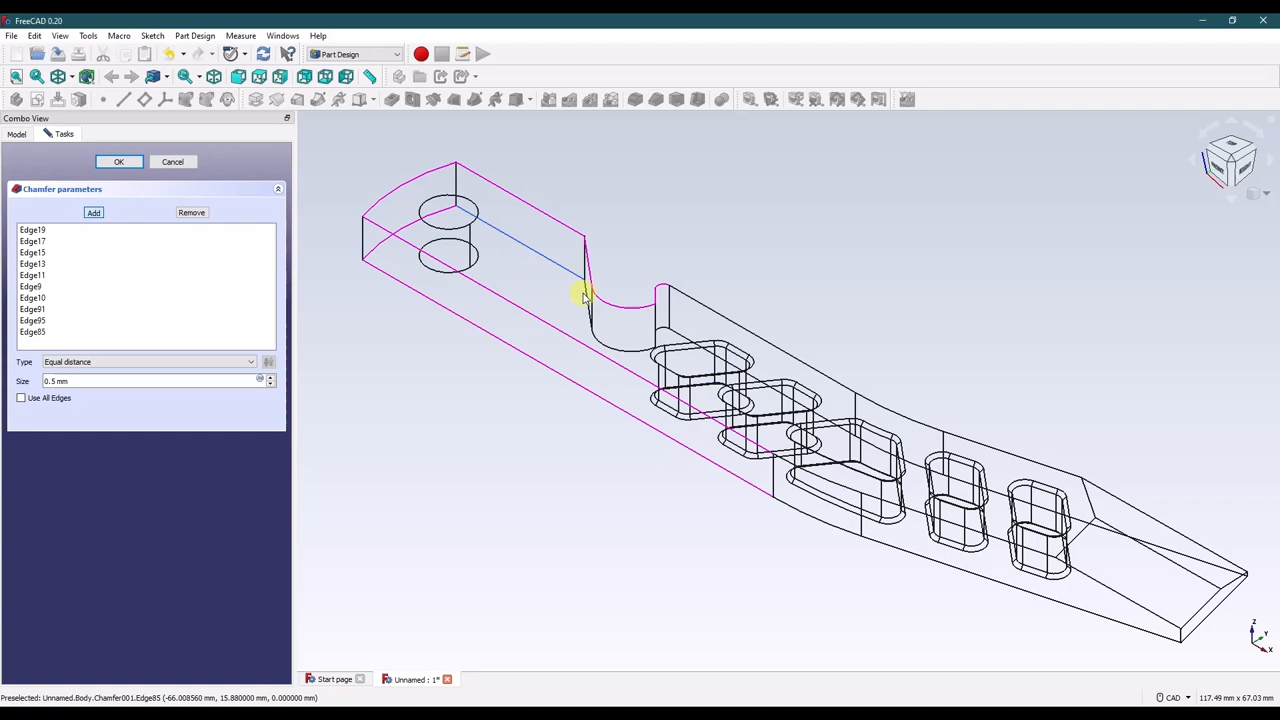 FreeCAD 0.20
File Edit View Tools Macro Sketch Part Design Measure Windows Help
Part Design
Combo View
Model Tasks
OK Cancel
Chamfer parameters
Add Remove
Edge19
Edge17
Edge15
Edge13
Edge11
Edge9
Edge10
Edge91
Edge95
Edge85
Type Equal distance
Size 0.5 mm
Use All Edges
Z
Y
X
Start page Unnamed : 1*
Preselected: Unnamed.Body.Chamfer001.Edge85 (-66.008560 mm, 15.880000 mm, 0.000000 mm) CAD 117.49 mm x 67.03 mm